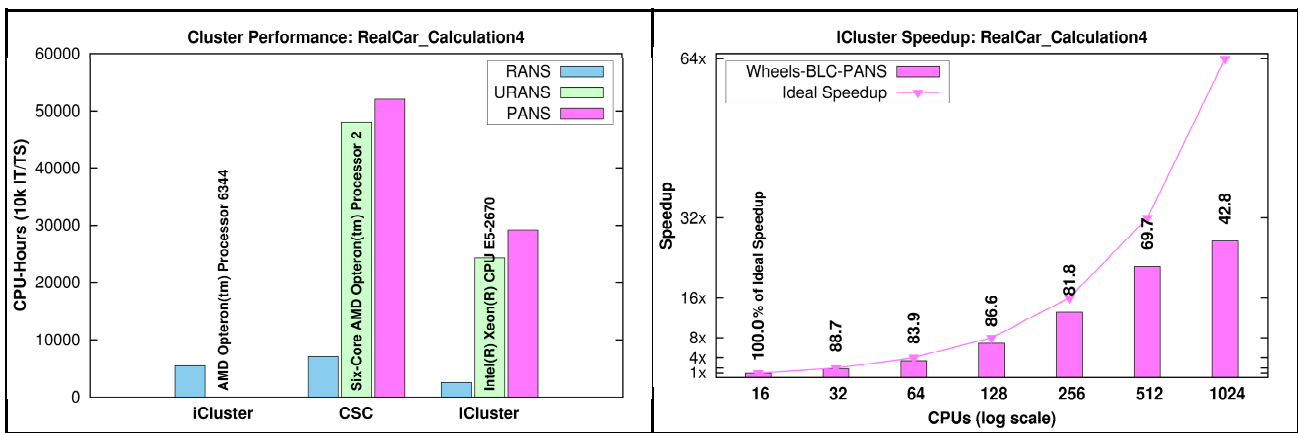 Cluster Performance: RealCar_Calculation4
CPU-Hours (10k IT/TS)
60000
50000
40000
30000
20000
10000
0
RANS
URANS
PANS
AMD Opteron(tm) Processor 6344
Six-Core AMD Opteron(tm) Processor 2
Intel(R) Xeon(R) CPU E5-2670
iCluster
CSC
ICluster
ICluster Speedup: RealCar_Calculation4
Speedup
64x
32x
16x
8x
4x
1x
Wheels-BLC-PANS
Ideal Speedup
100.0% of Ideal Speedup
88.7
83.9
86.6
81.8
69.7
42.8
16
32
64
128
256
512
1024
CPUs (log scale)